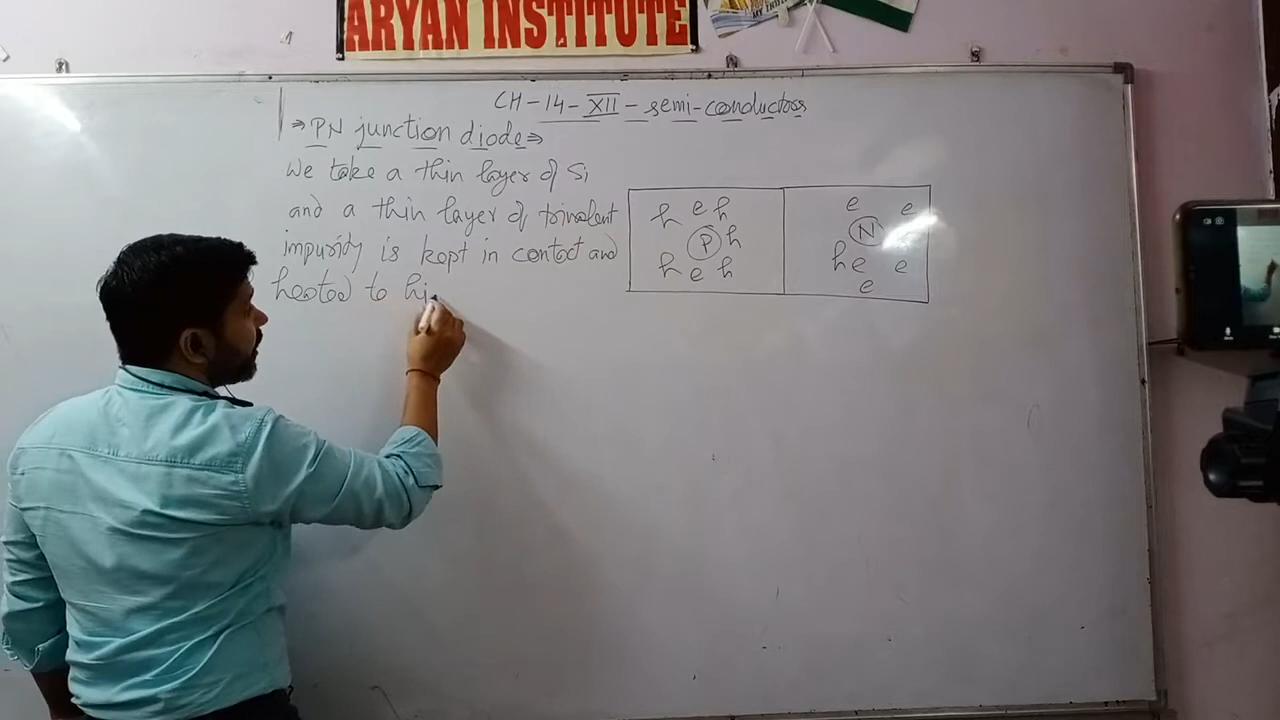 ARYAN INSTITUTE
CH-14-XII-semi-conductors
⇒ PN junction diode ⇒
We take a thin layer of Si
and a thin layer of trivalent
impuridy is kept in contact and
heated to hi
h e h
P h
h e h
e e
N
h e e
e